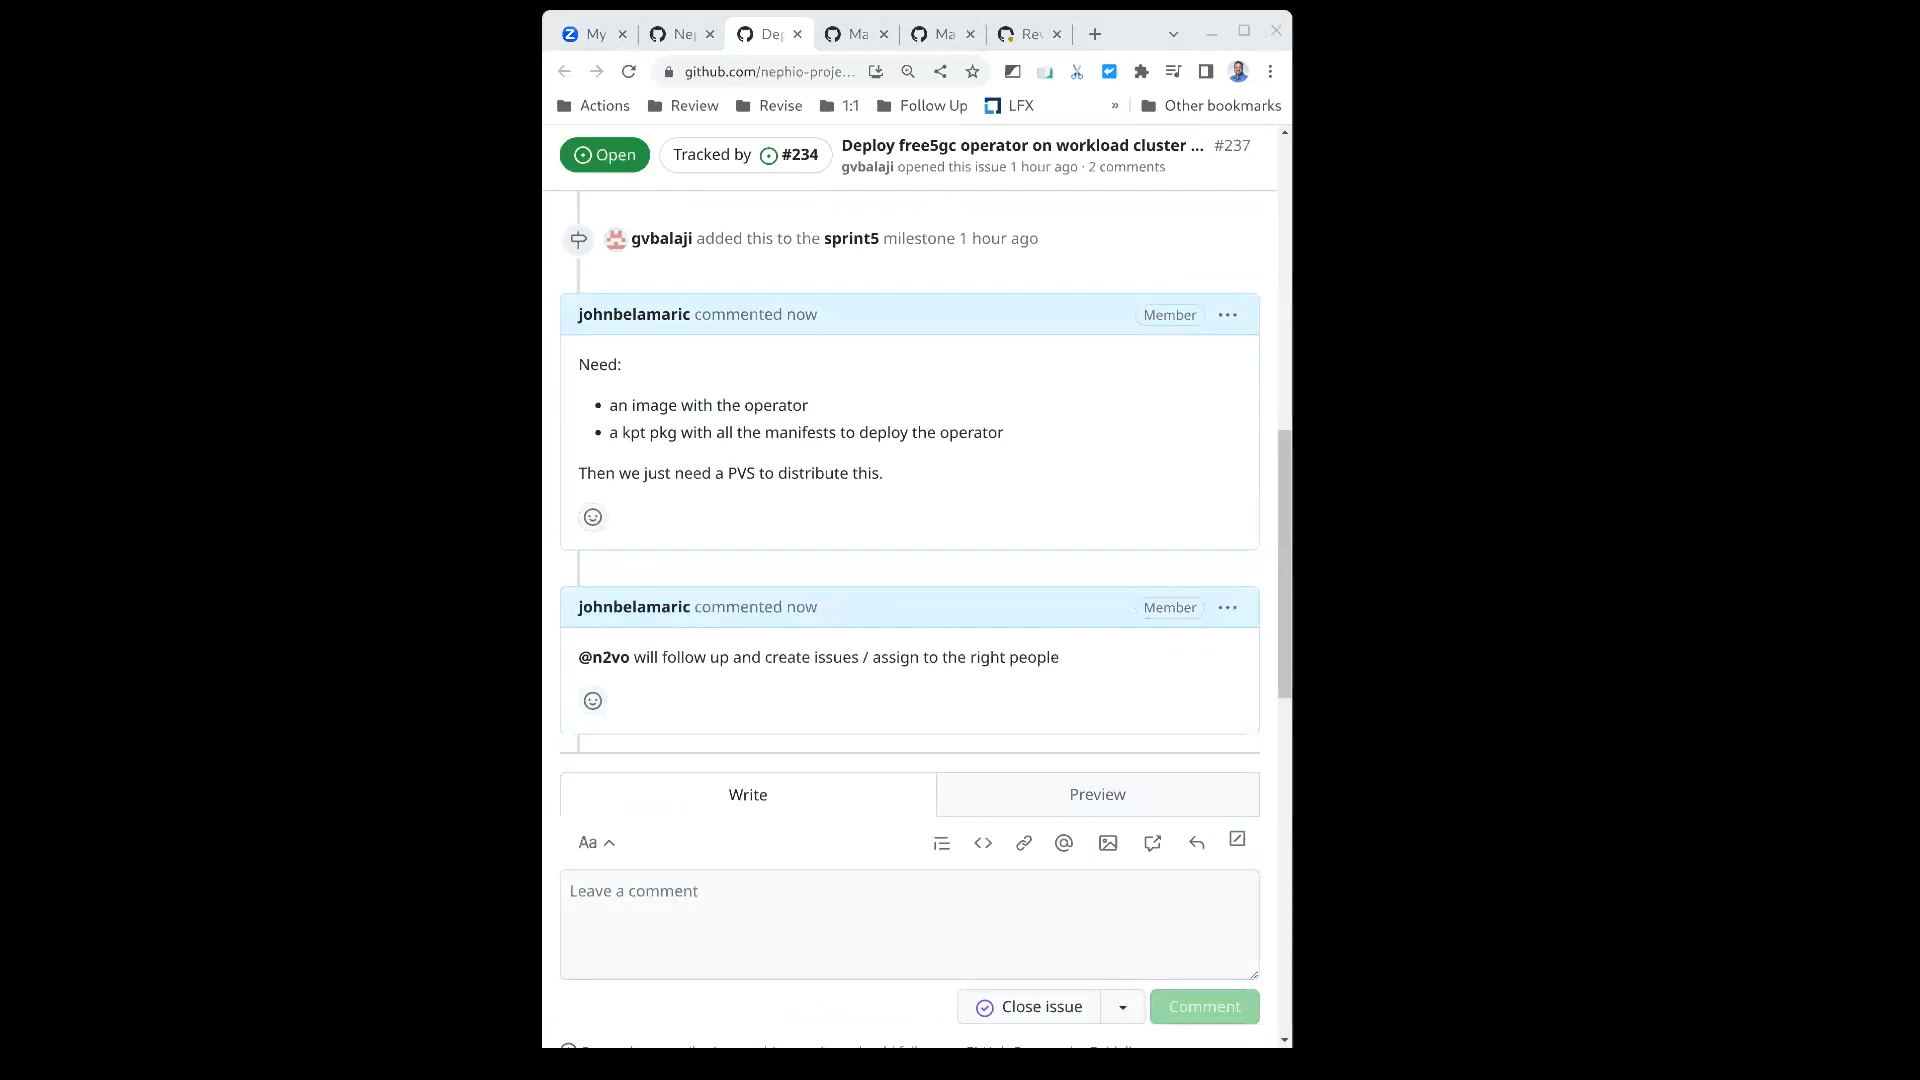 My
Nep
Dep
Ma
Ma
Rev
github.com/nephio-proje...
Actions
Review
Revise
1:1
Follow Up
LFX
»
Other bookmarks
Open
Tracked by #234
Deploy free5gc operator on workload cluster ... #237
gvbalaji opened this issue 1 hour ago · 2 comments
gvbalaji added this to the sprint5 milestone 1 hour ago
johnbelamaric commented now
Member
Need:
• an image with the operator
• a kpt pkg with all the manifests to deploy the operator
Then we just need a PVS to distribute this.
johnbelamaric commented now
Member
@n2vo will follow up and create issues / assign to the right people
Write
Preview
Aa
Leave a comment
Close issue
Comment